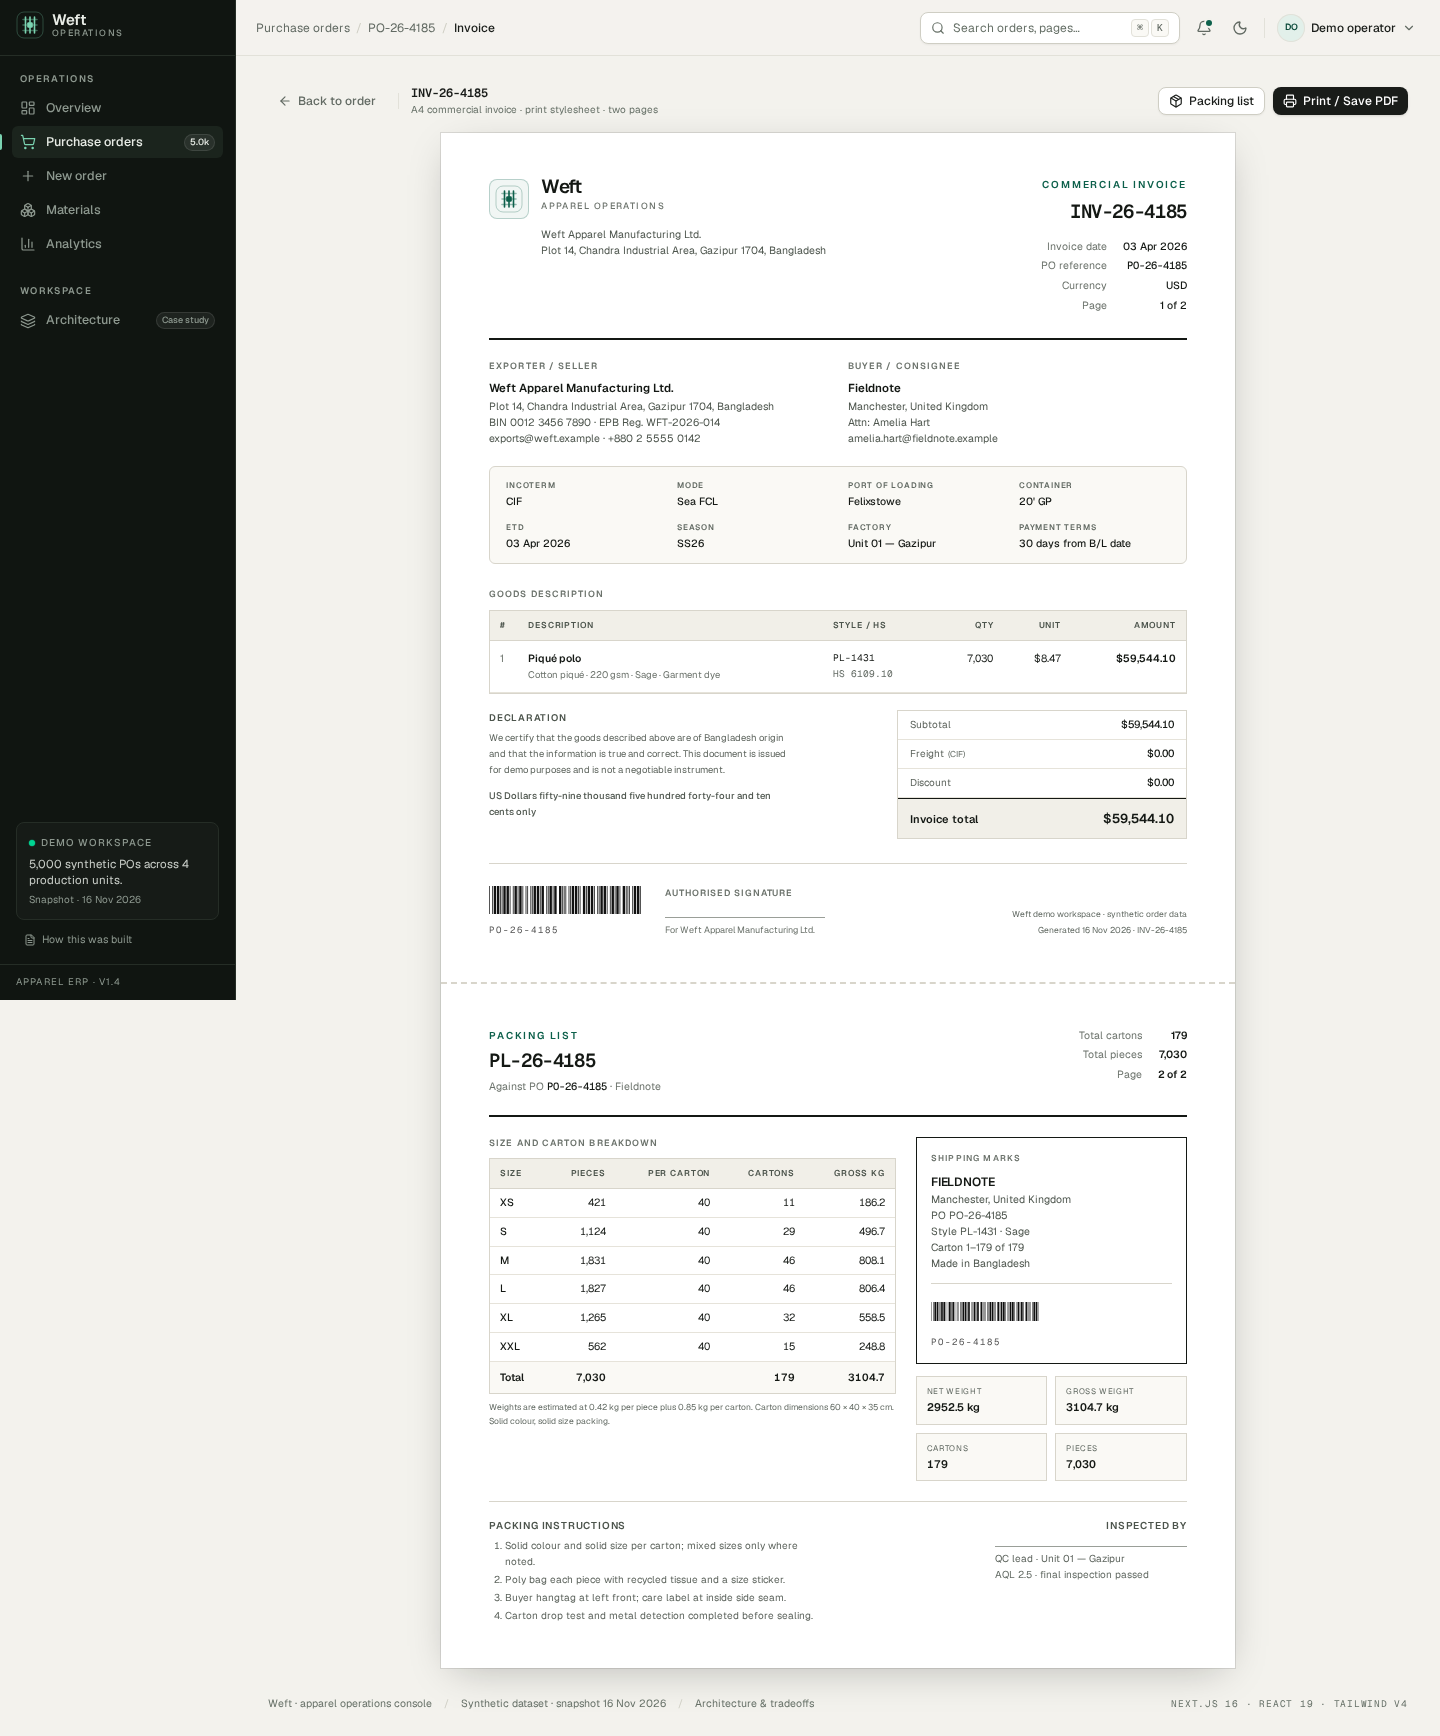 Weft
OPERATIONS
Purchase orders / PO-26-4185 / Invoice
Search orders, pages...
⌘ K
DO
Demo operator
OPERATIONS
Overview
Purchase orders
5.0k
New order
Materials
Analytics
WORKSPACE
Architecture
Case study
DEMO WORKSPACE
5,000 synthetic POs across 4
production units.
Snapshot · 16 Nov 2026
How this was built
APPAREL ERP · V1.4
Back to order
INV-26-4185
A4 commercial invoice · print stylesheet · two pages
Packing list
Print / Save PDF
Weft
APPAREL OPERATIONS
Weft Apparel Manufacturing Ltd.
Plot 14, Chandra Industrial Area, Gazipur 1704, Bangladesh
COMMERCIAL INVOICE
INV-26-4185
Invoice date 03 Apr 2026
PO reference PO-26-4185
Currency USD
Page 1 of 2
EXPORTER / SELLER
Weft Apparel Manufacturing Ltd.
Plot 14, Chandra Industrial Area, Gazipur 1704, Bangladesh
BIN 0012 3456 7890 · EPB Reg. WFT-2026-014
exports@weft.example · +880 2 5555 0142
BUYER / CONSIGNEE
Fieldnote
Manchester, United Kingdom
Attn: Amelia Hart
amelia.hart@fieldnote.example
INCOTERM MODE PORT OF LOADING CONTAINER
CIF Sea FCL Felixstowe 20' GP
ETD SEASON FACTORY PAYMENT TERMS
03 Apr 2026 SS26 Unit 01 — Gazipur 30 days from B/L date
GOODS DESCRIPTION
# DESCRIPTION STYLE / HS QTY UNIT AMOUNT
1 Piqué polo PL-1431 7,030 $8.47 $59,544.10
Cotton piqué · 220 gsm · Sage · Garment dye HS 6109.10
DECLARATION
We certify that the goods described above are of Bangladesh origin
and that the information is true and correct. This document is issued
for demo purposes and is not a negotiable instrument.
US Dollars fifty-nine thousand five hundred forty-four and ten
cents only
Subtotal $59,544.10
Freight (CIF) $0.00
Discount $0.00
Invoice total $59,544.10
PO-26-4185
AUTHORISED SIGNATURE
For Weft Apparel Manufacturing Ltd.
Weft demo workspace · synthetic order data
Generated 16 Nov 2026 · INV-26-4185
PACKING LIST
PL-26-4185
Against PO PO-26-4185 · Fieldnote
Total cartons 179
Total pieces 7,030
Page 2 of 2
SIZE AND CARTON BREAKDOWN
SIZE PIECES PER CARTON CARTONS GROSS KG
XS 421 40 11 186.2
S 1,124 40 29 496.7
M 1,831 40 46 808.1
L 1,827 40 46 806.4
XL 1,265 40 32 558.5
XXL 562 40 15 248.8
Total 7,030 179 3104.7
Weights are estimated at 0.42 kg per piece plus 0.85 kg per carton. Carton dimensions 60 × 40 × 35 cm.
Solid colour, solid size packing.
SHIPPING MARKS
FIELDNOTE
Manchester, United Kingdom
PO PO-26-4185
Style PL-1431 · Sage
Carton 1–179 of 179
Made in Bangladesh
PO-26-4185
NET WEIGHT GROSS WEIGHT
2952.5 kg 3104.7 kg
CARTONS PIECES
179 7,030
PACKING INSTRUCTIONS
1. Solid colour and solid size per carton; mixed sizes only where
noted.
2. Poly bag each piece with recycled tissue and a size sticker.
3. Buyer hangtag at left front; care label at inside side seam.
4. Carton drop test and metal detection completed before sealing.
INSPECTED BY
QC lead · Unit 01 — Gazipur
AQL 2.5 · final inspection passed
Weft · apparel operations console / Synthetic dataset · snapshot 16 Nov 2026 / Architecture & tradeoffs
NEXT.JS 16 · REACT 19 · TAILWIND V4